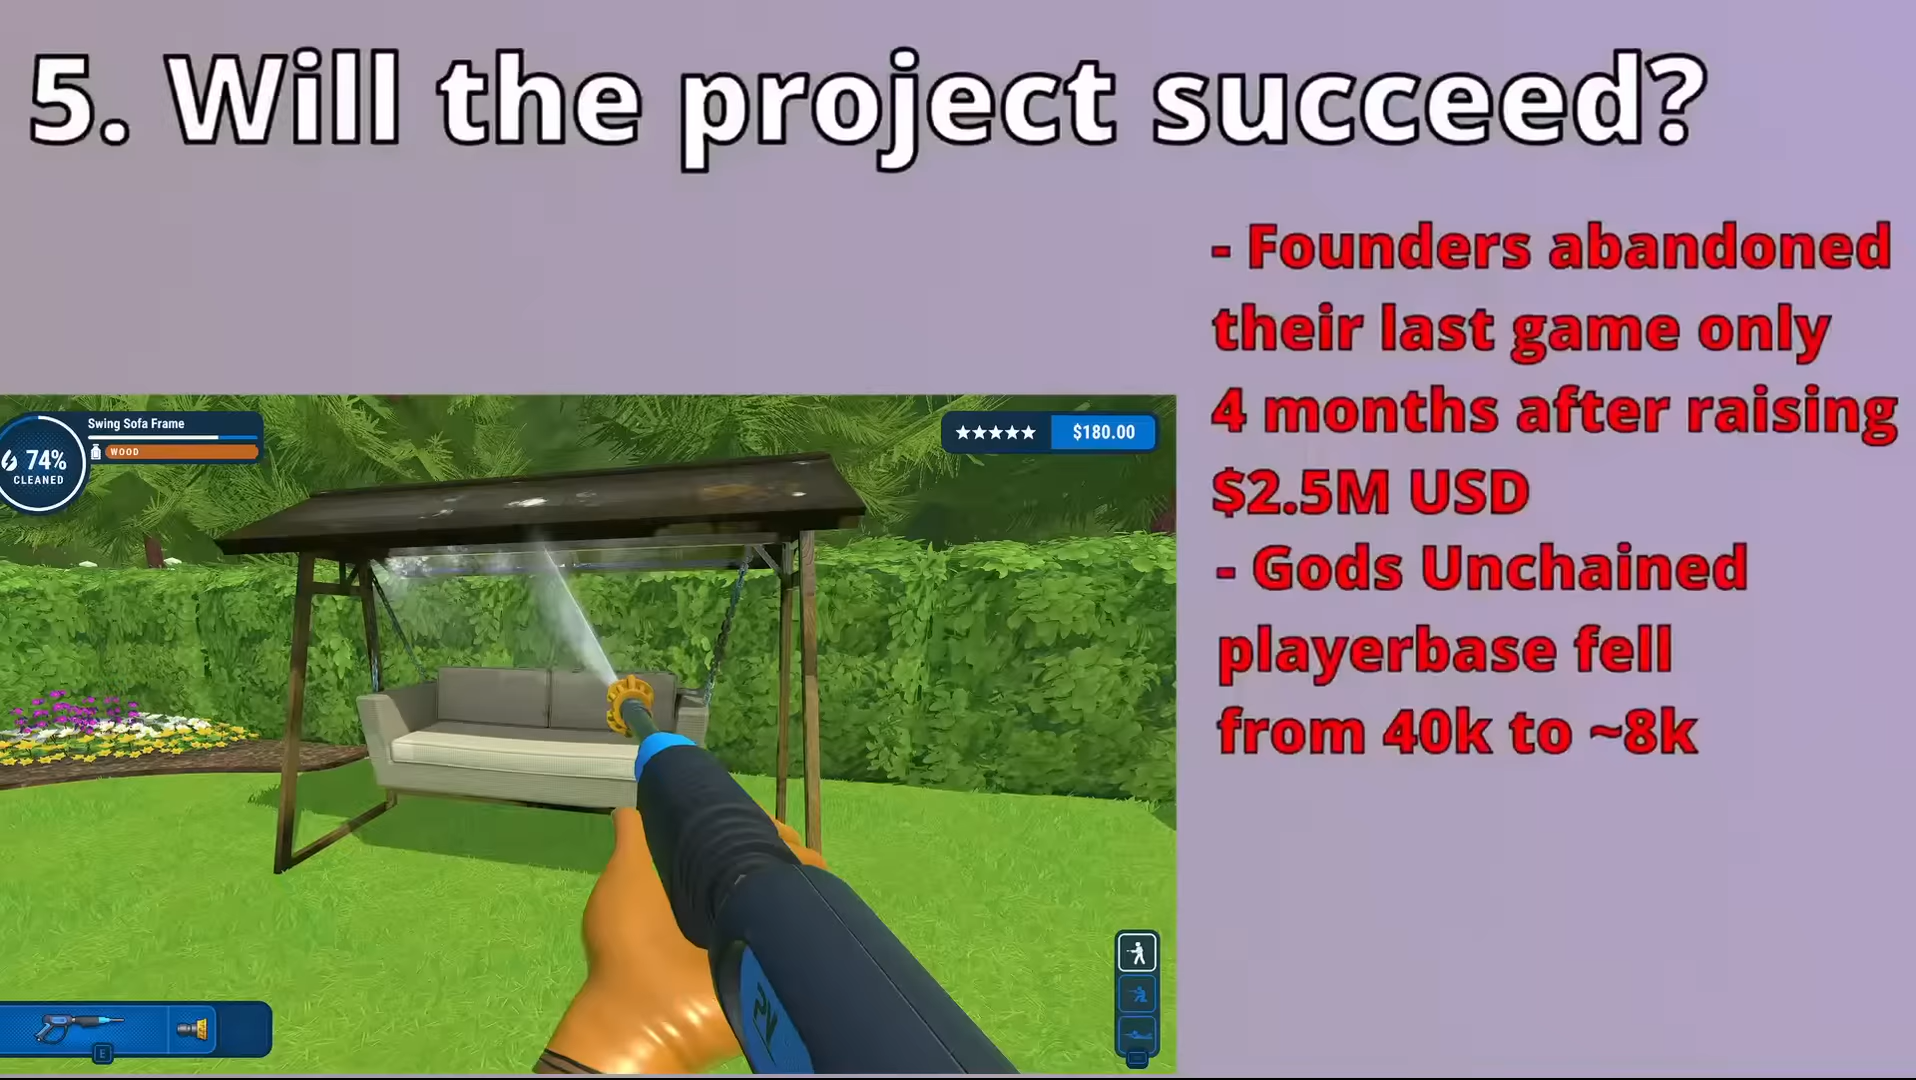 5. Will the project succeed?
- Founders abandoned
their last game only
4 months after raising
$2.5M USD
- Gods Unchained
playerbase fell
from 40k to ~8k
Swing Sofa Frame
WOOD
74%
CLEANED
$180.00
PV
E